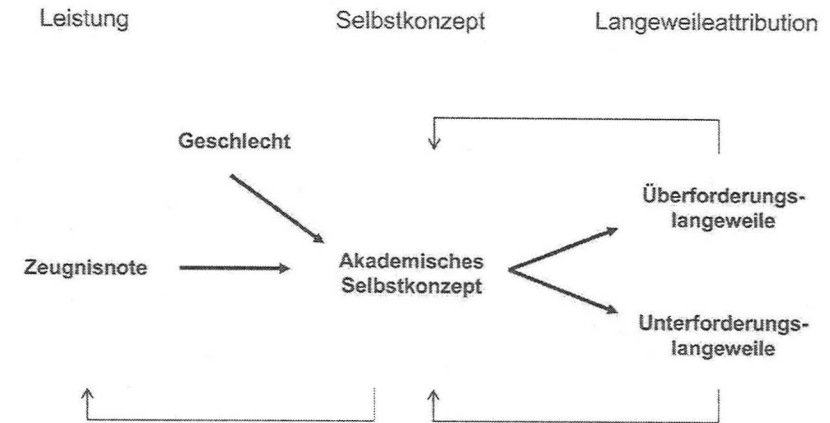 Leistung
Selbstkonzept
Langeweileattribution
Geschlecht
Überforderungs-
langeweile
Zeugnisnote
Akademisches
Selbstkonzept
Unterforderungs-
langeweile